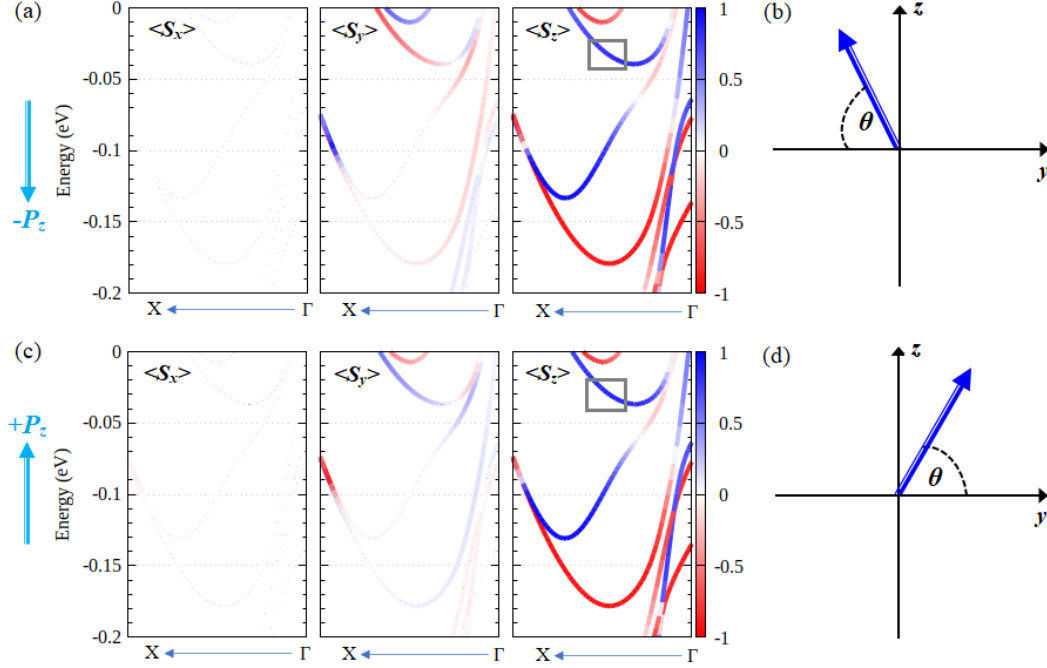 (a)
<Sx> <Sy> <Sz>
0
-0.05
-0.1
-0.15
-0.2
Energy (eV)
-Pz
X Γ X Γ X Γ
1
0.5
0
-0.5
-1
(b)
z
θ
y
(c)
<Sx> <Sy> <Sz>
0
-0.05
-0.1
-0.15
-0.2
Energy (eV)
+Pz
X Γ X Γ X Γ
1
0.5
0
-0.5
-1
(d)
z
θ
y